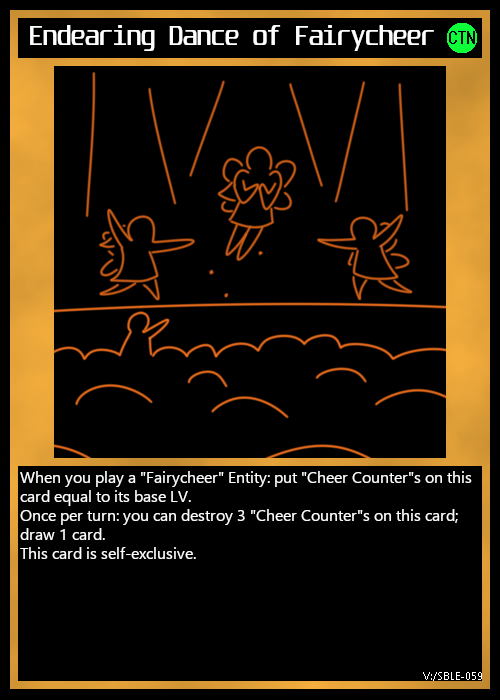 Endearing Dance of Fairycheer CTN
When you play a "Fairycheer" Entity: put "Cheer Counter"s on this
card equal to its base LV.
Once per turn: you can destroy 3 "Cheer Counter"s on this card;
draw 1 card.
This card is self-exclusive.
V:/SBLE-059